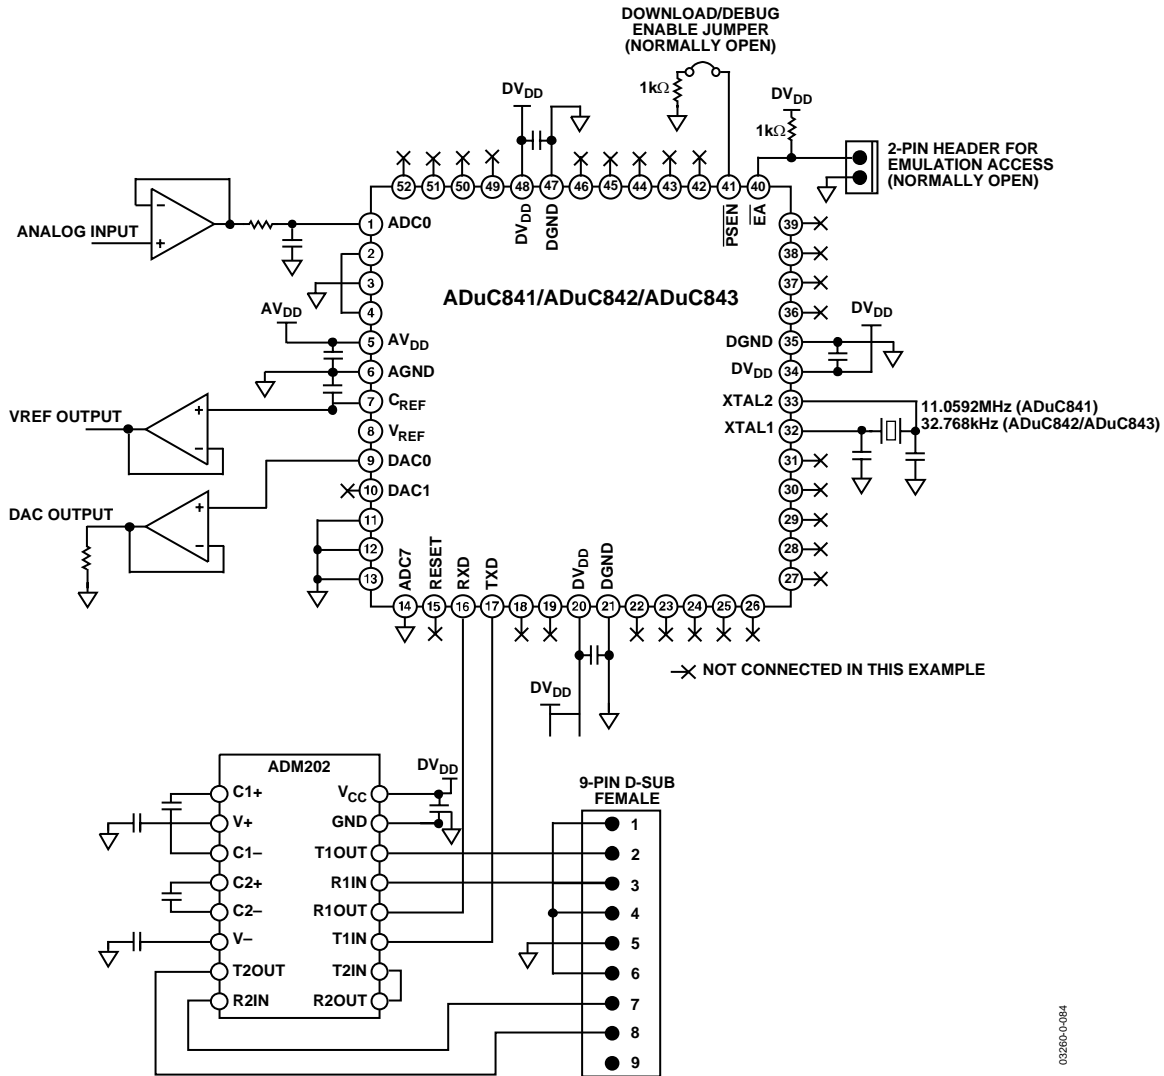 DOWNLOAD/DEBUG
ENABLE JUMPER
(NORMALLY OPEN)
1kΩ
DVDD
DVDD
1kΩ
2-PIN HEADER FOR
EMULATION ACCESS
(NORMALLY OPEN)
52 51 50 49 48 47 46 45 44 43 42 41 40
DVDD
DGND
PSEN
EA
ANALOG INPUT
1 ADC0
2
3
4
ADuC841/ADuC842/ADuC843
AVDD
5 AVDD
6 AGND
7 CREF
8 VREF
9 DAC0
10 DAC1
11
12
13
VREF OUTPUT
DAC OUTPUT
39
38
37
36
DGND 35
DVDD 34
DVDD
XTAL2 33
XTAL1 32
11.0592MHz (ADuC841)
32.768kHz (ADuC842/ADuC843)
31
30
29
28
27
ADC7
RESET
RXD
TXD
DVDD
DGND
14 15 16 17 18 19 20 21 22 23 24 25 26
NOT CONNECTED IN THIS EXAMPLE
DVDD
ADM202
DVDD
C1+
V+
C1–
C2+
C2–
V–
T2OUT
R2IN
VCC
GND
T1OUT
R1IN
R1OUT
T1IN
T2IN
R2OUT
9-PIN D-SUB
FEMALE
1
2
3
4
5
6
7
8
9
03260-0-084